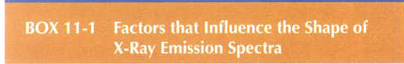 BOX 11-1 Factors that Influence the Shape of
X-Ray Emission Spectra